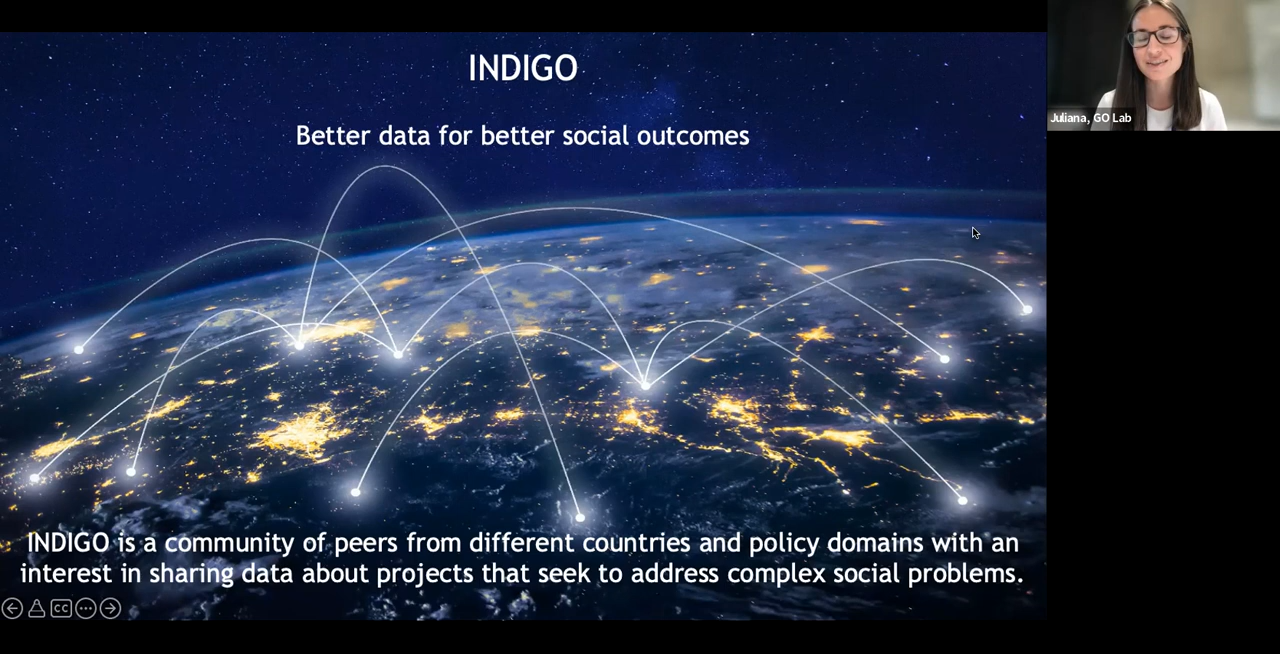 INDIGO
Better data for better social outcomes
INDIGO is a community of peers from different countries and policy domains with an
interest in sharing data about projects that seek to address complex social problems.
CC
Juliana, GO Lab